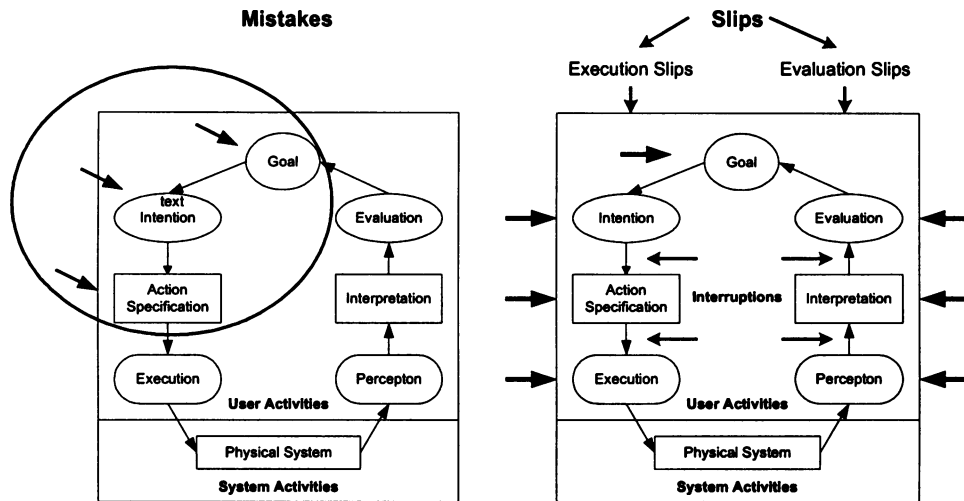 Mistakes
Goal
text
Intention
Evaluation
Action
Specification
Interpretation
Execution
Percepton
User Activities
Physical System
System Activities
Slips
Execution Slips
Evaluation Slips
Goal
Intention
Evaluation
Action
Specification
Interruptions
Interpretation
Execution
Percepton
User Activities
Physical System
System Activities